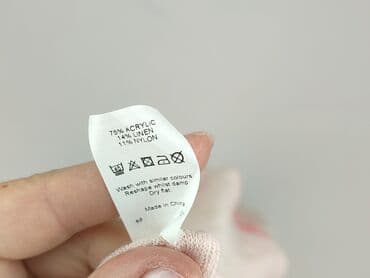 75% ACRYLIC
14% LINEN
11% NYLON
Wash with similar colours
Reshape whilst damp
Dry flat
Made in China